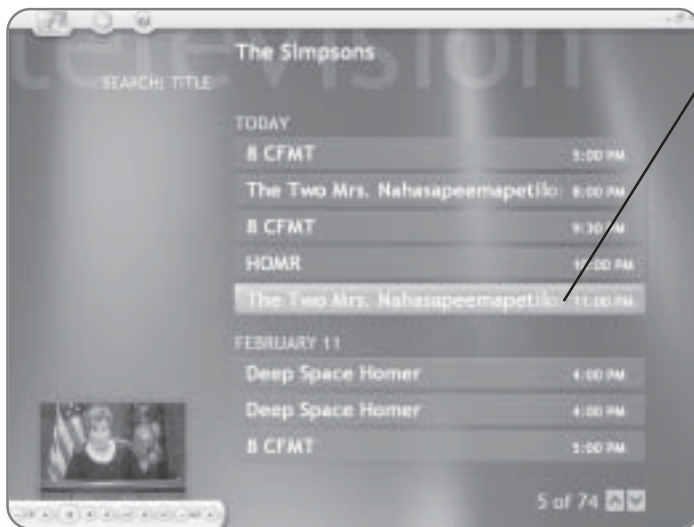 television
The Simpsons
SEARCH: TITLE
TODAY
8 CFMT 5:00 PM
The Two Mrs. Nahasapeemapetilo 8:00 PM
8 CFMT 9:30 PM
HOMR PM
The Two Mrs. Nahasapeemapetilo 11:00 PM
FEBRUARY 11
Deep Space Homer 4:00 PM
Deep Space Homer 4:00 PM
8 CFMT 5:00 PM
5 of 74